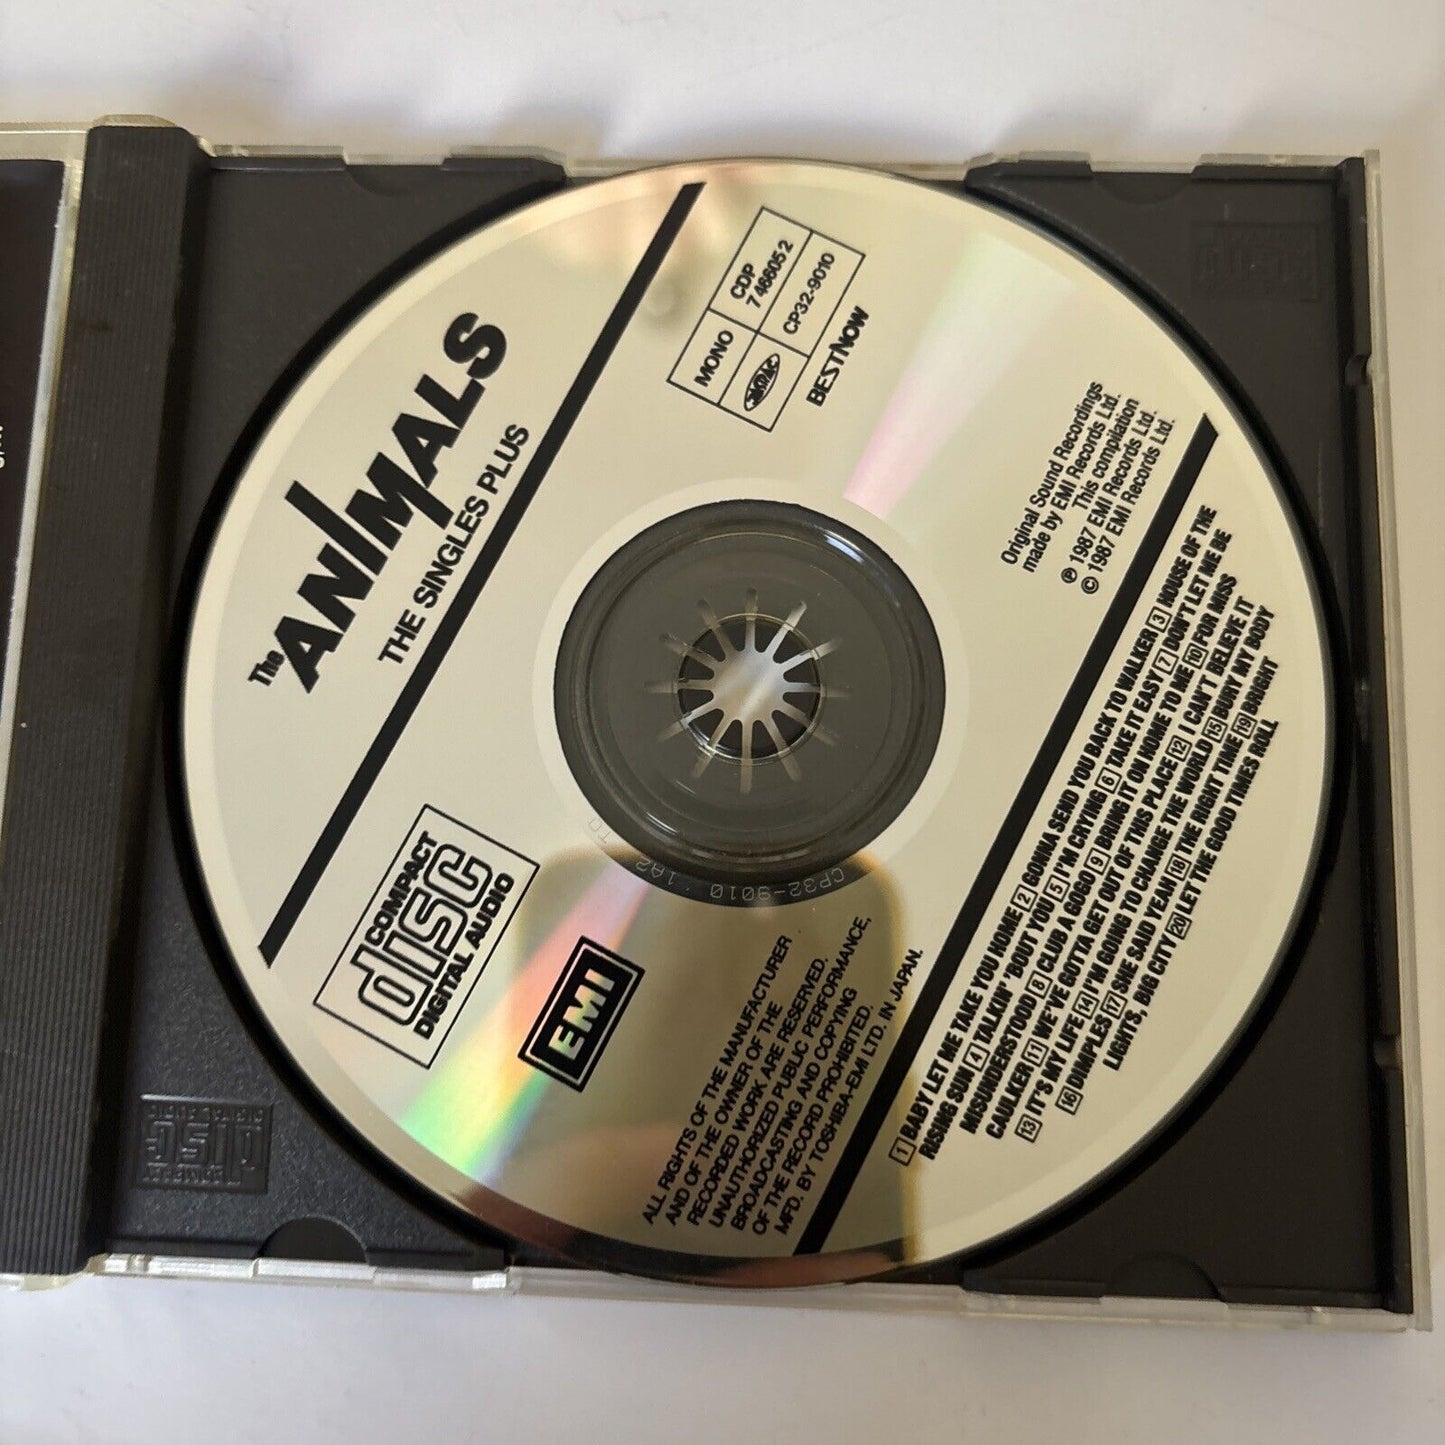 The ANIMALS
THE SINGLES PLUS
MONO
CDP
7 46605 2
CP32-9010
BESTNOW
Original Sound Recordings
made by EMI Records Ltd.
This compilation
℗ 1987 EMI Records Ltd.
© 1987 EMI Records Ltd.
COMPACT
disc
DIGITAL AUDIO
EMI
ALL RIGHTS OF THE MANUFACTURER
AND OF THE OWNER OF THE
RECORDED WORK ARE RESERVED.
UNAUTHORIZED PUBLIC PERFORMANCE,
BROADCASTING AND COPYING
OF THE RECORD PROHIBITED.
MFD. BY TOSHIBA-EMI LTD. IN JAPAN.
1 BABY LET ME TAKE YOU HOME 2 GONNA SEND YOU BACK TO WALKER 3 HOUSE OF THE
RISING SUN 4 TALKIN' 'BOUT YOU 5 I'M CRYING 6 TAKE IT EASY 7 DON'T LET ME BE
MISUNDERSTOOD 8 CLUB A GOGO 9 BRING IT ON HOME TO ME 10 FOR MISS
CAULKER 11 WE'VE GOTTA GET OUT OF THIS PLACE 12 I CAN'T BELIEVE IT
13 IT'S MY LIFE 14 I'M GOING TO CHANGE THE WORLD 15 BURY MY BODY
16 DIMPLES 17 SHE SAID YEAH 18 THE RIGHT TIME 19 BRIGHT
LIGHTS, BIG CITY 20 LET THE GOOD TIMES ROLL
CP32-9010 1A2 TO
COMPACT
disc
DIGITAL AUDIO